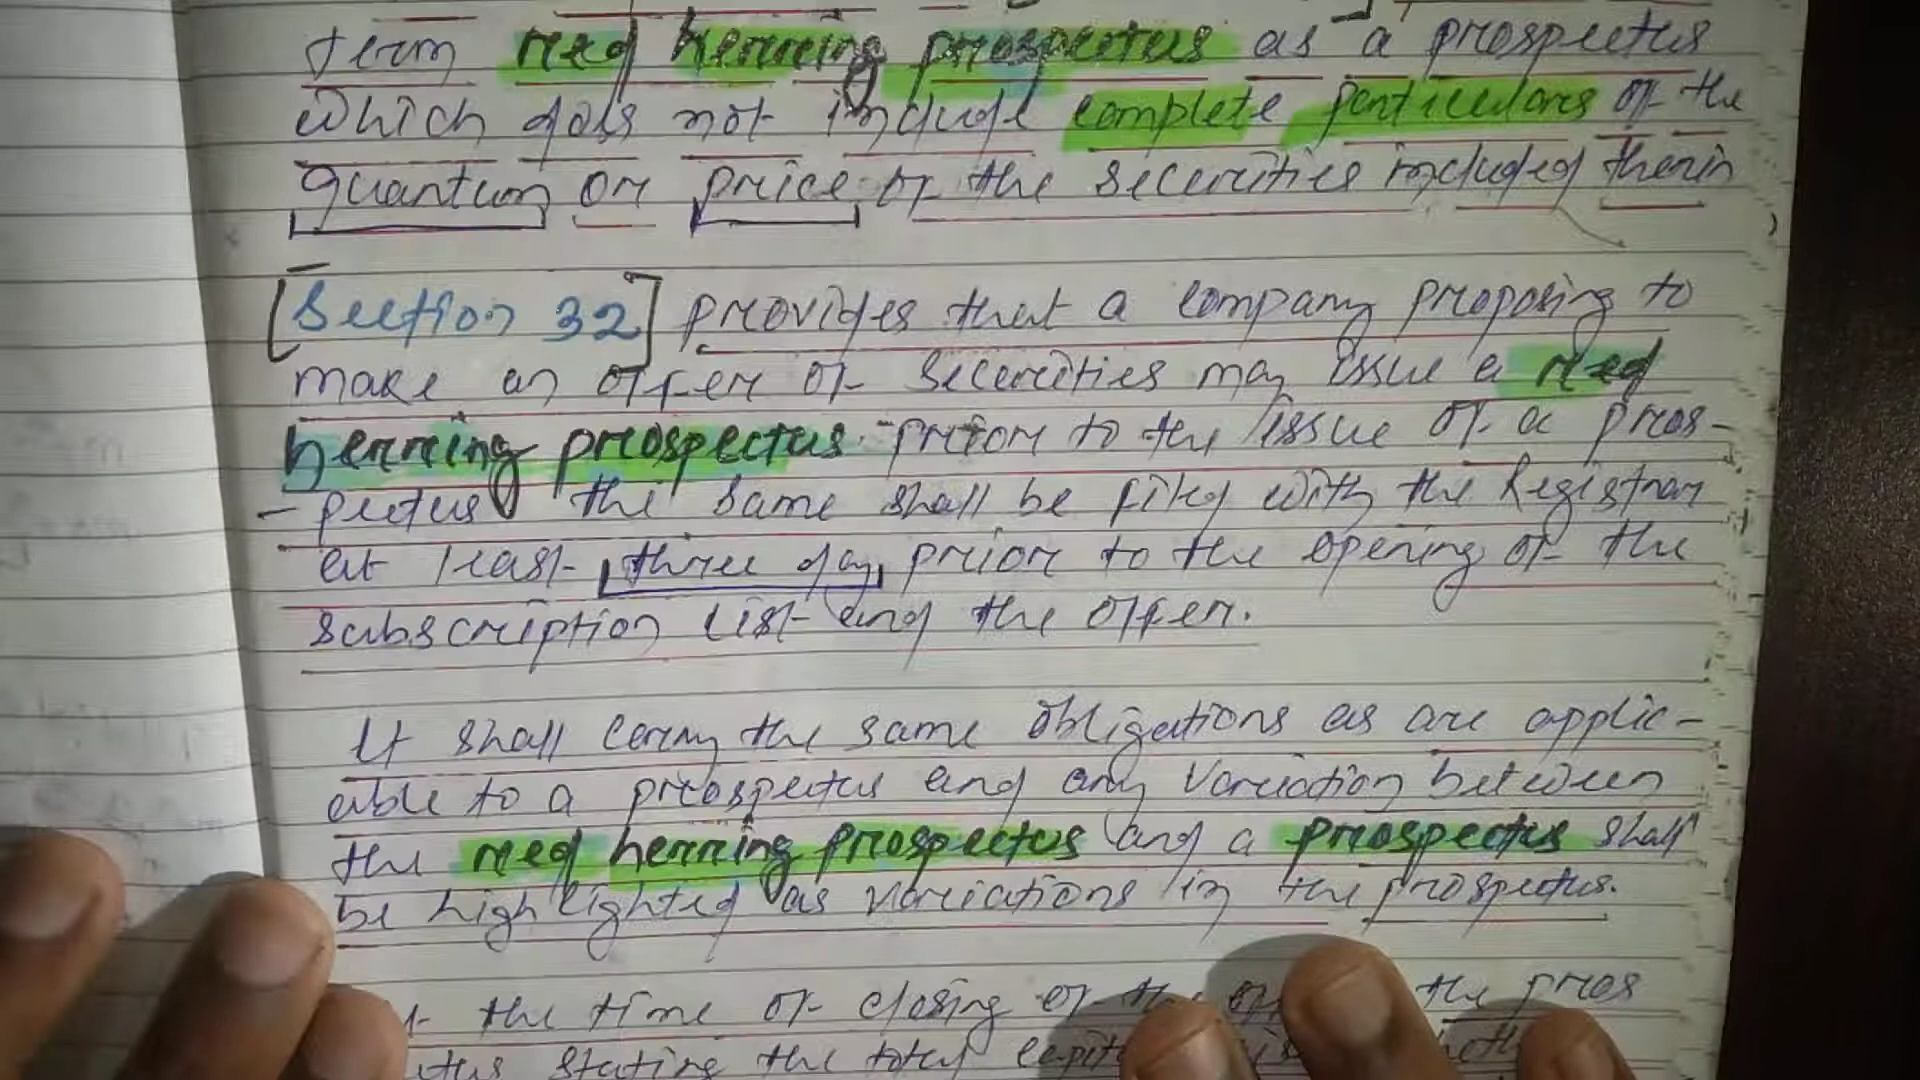 term red herring prospectus as a prospectus
which does not include complete particulars of the
quantum or price of the securities included therin
[Section 32] provides that a company proposing to
make an offer of securities may issue a red
herring prospectus prior to the issue of a pros-
-pectus the same shall be filed with the Registrar
at least three day prior to the opening of the
subscription list and the offer.
It shall carry the same obligations as are applic-
able to a prospectus and any variation between
the red herring prospectus and a prospectus shall
be highlighted as variations in the prospectus.
the time of closing of the the pros
stating the total